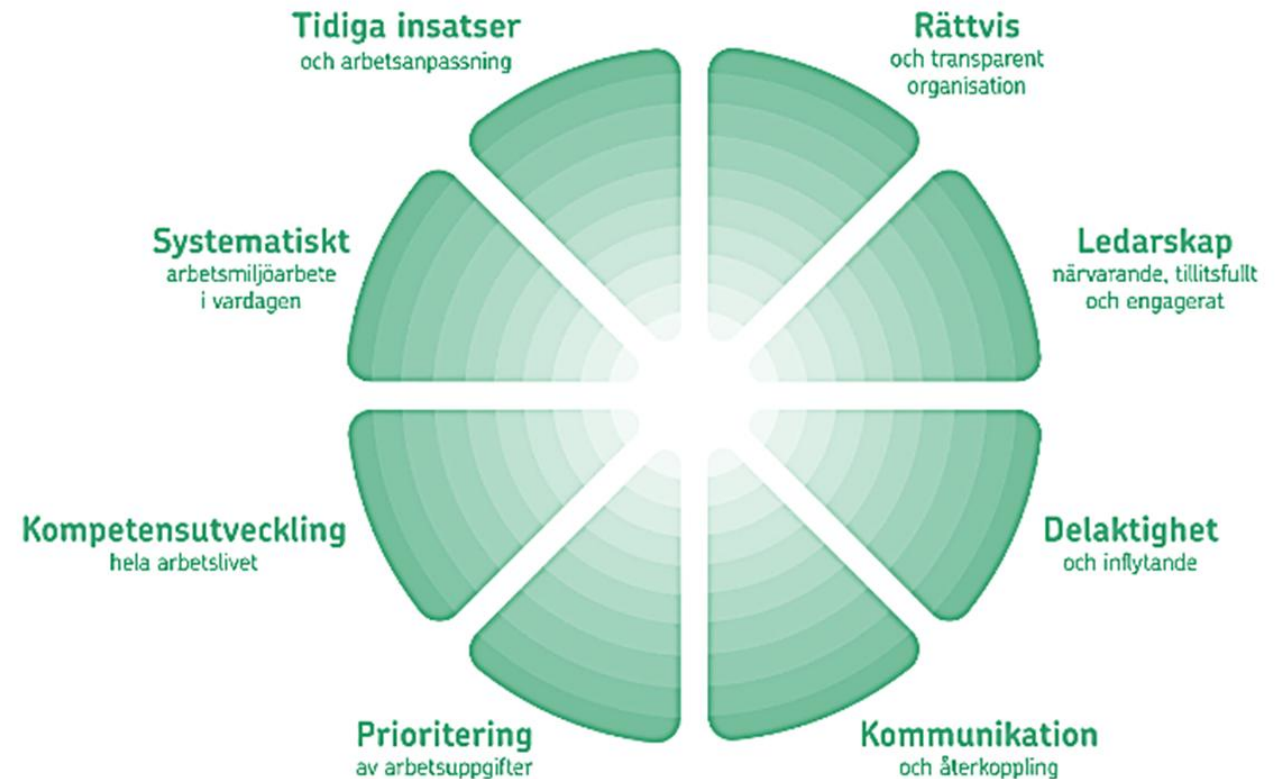 Tidiga insatser
och arbetsanpassning
Rättvis
och transparent
organisation
Ledarskap
närvarande, tillitsfullt
och engagerat
Delaktighet
och inflytande
Kommunikation
och återkoppling
Prioritering
av arbetsuppgifter
Kompetensutveckling
hela arbetslivet
Systematiskt
arbetsmiljöarbete
i vardagen